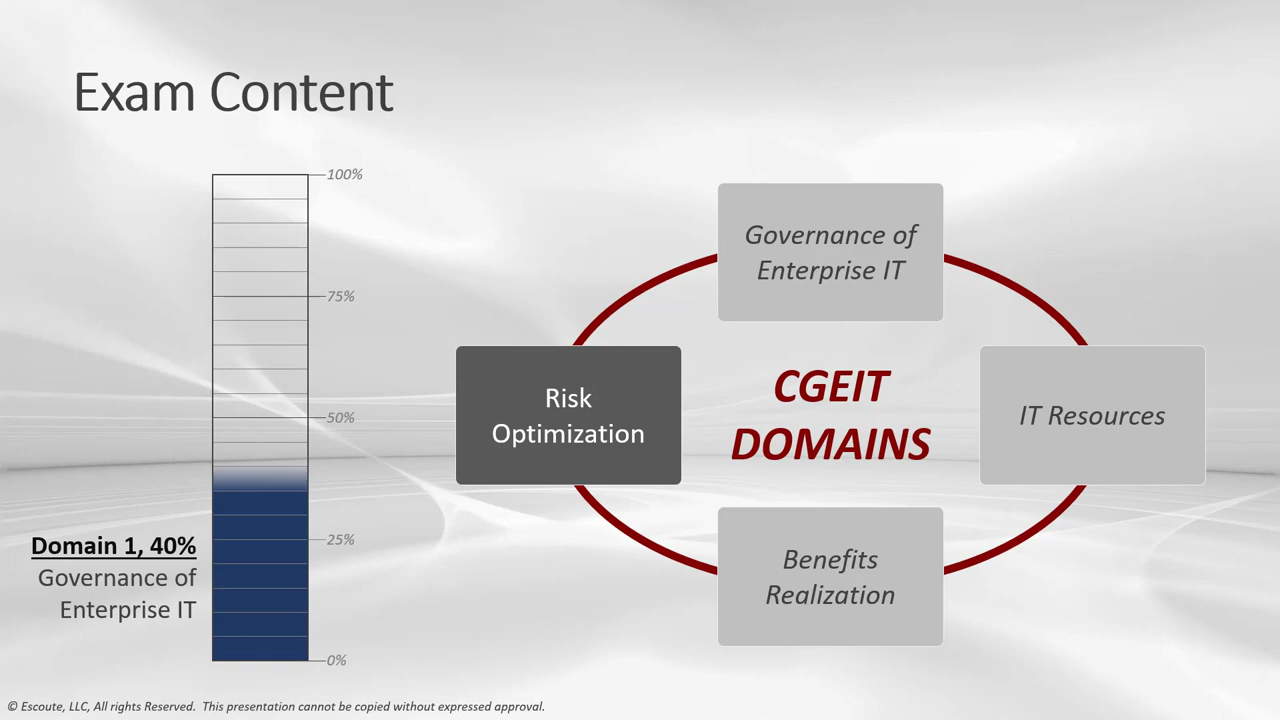 Exam Content
100%
75%
50%
25%
0%
Domain 1, 40%
Governance of
Enterprise IT
Governance of
Enterprise IT
Risk
Optimization
CGEIT
DOMAINS
IT Resources
Benefits
Realization
© Escoute, LLC, All rights Reserved. This presentation cannot be copied without expressed approval.